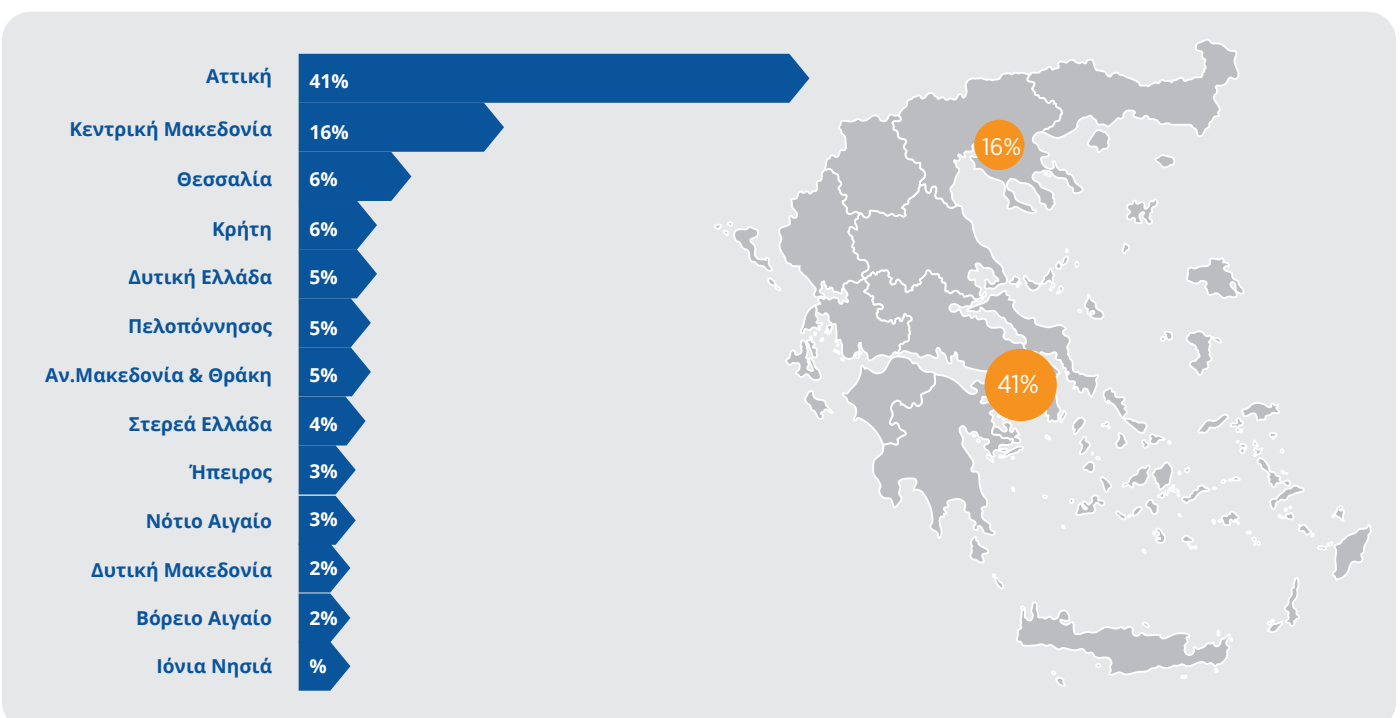 Αττική 41%
Κεντρική Μακεδονία 16%
Θεσσαλία 6%
Κρήτη 6%
Δυτική Ελλάδα 5%
Πελοπόννησος 5%
Αν.Μακεδονία & Θράκη 5%
Στερεά Ελλάδα 4%
Ήπειρος 3%
Νότιο Αιγαίο 3%
Δυτική Μακεδονία 2%
Βόρειο Αιγαίο 2%
Ιόνια Νησιά %
16%
41%